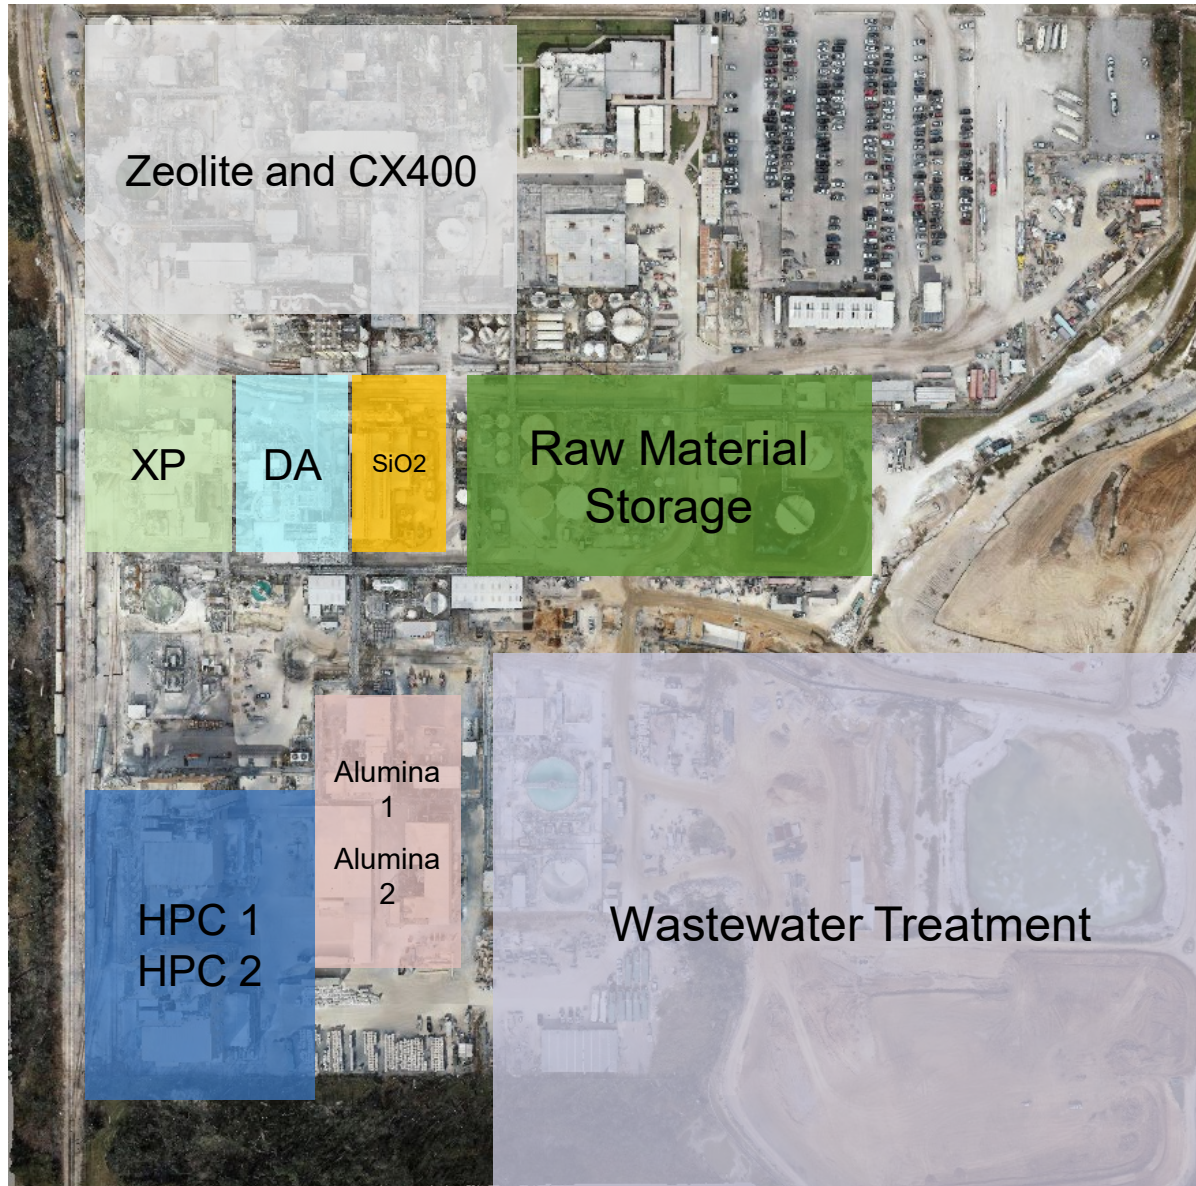 Zeolite and CX400
XP
DA
SiO2
Raw Material
Storage
Alumina
1
Alumina
2
HPC 1
HPC 2
Wastewater Treatment